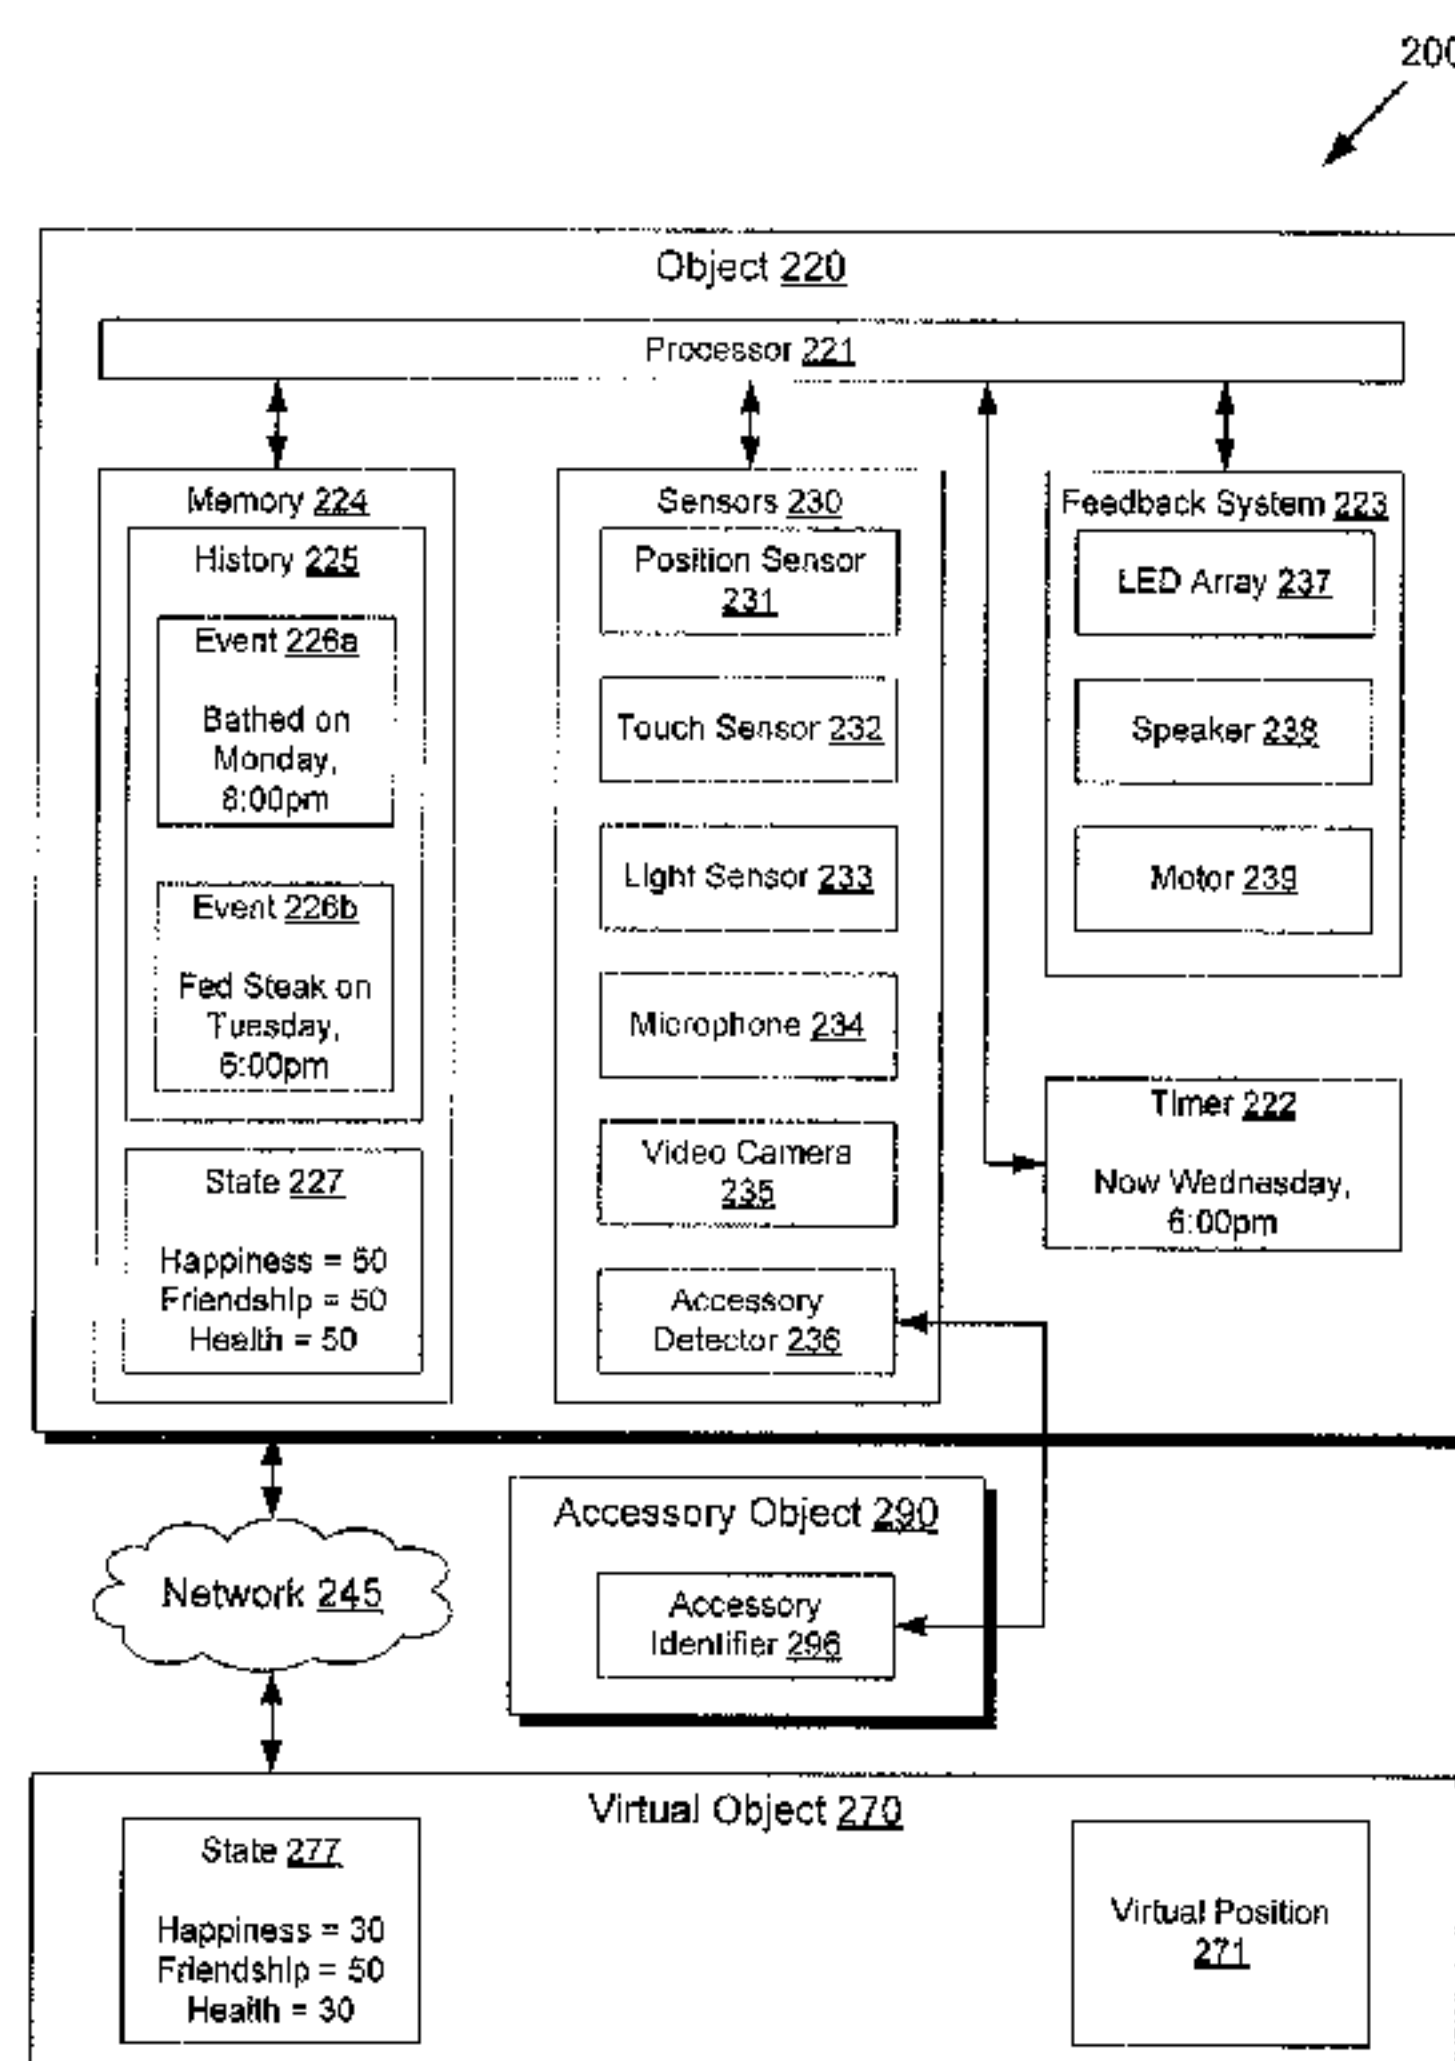 200
Object 220
Processor 221
Memory 224
History 225
Event 226a
Bathed on
Monday,
8:00pm
Event 226b
Fed Steak on
Tuesday,
6:00pm
State 227
Happiness = 50
Friendship = 50
Health = 50
Sensors 230
Position Sensor
231
Touch Sensor 232
Light Sensor 233
Microphone 234
Video Camera
235
Accessory
Detector 236
Feedback System 223
LED Array 237
Speaker 238
Motor 239
Timer 222
Now Wednesday,
6:00pm
Network 245
Accessory Object 290
Accessory
Identifier 296
Virtual Object 270
State 277
Happiness = 30
Friendship = 50
Health = 30
Virtual Position
271